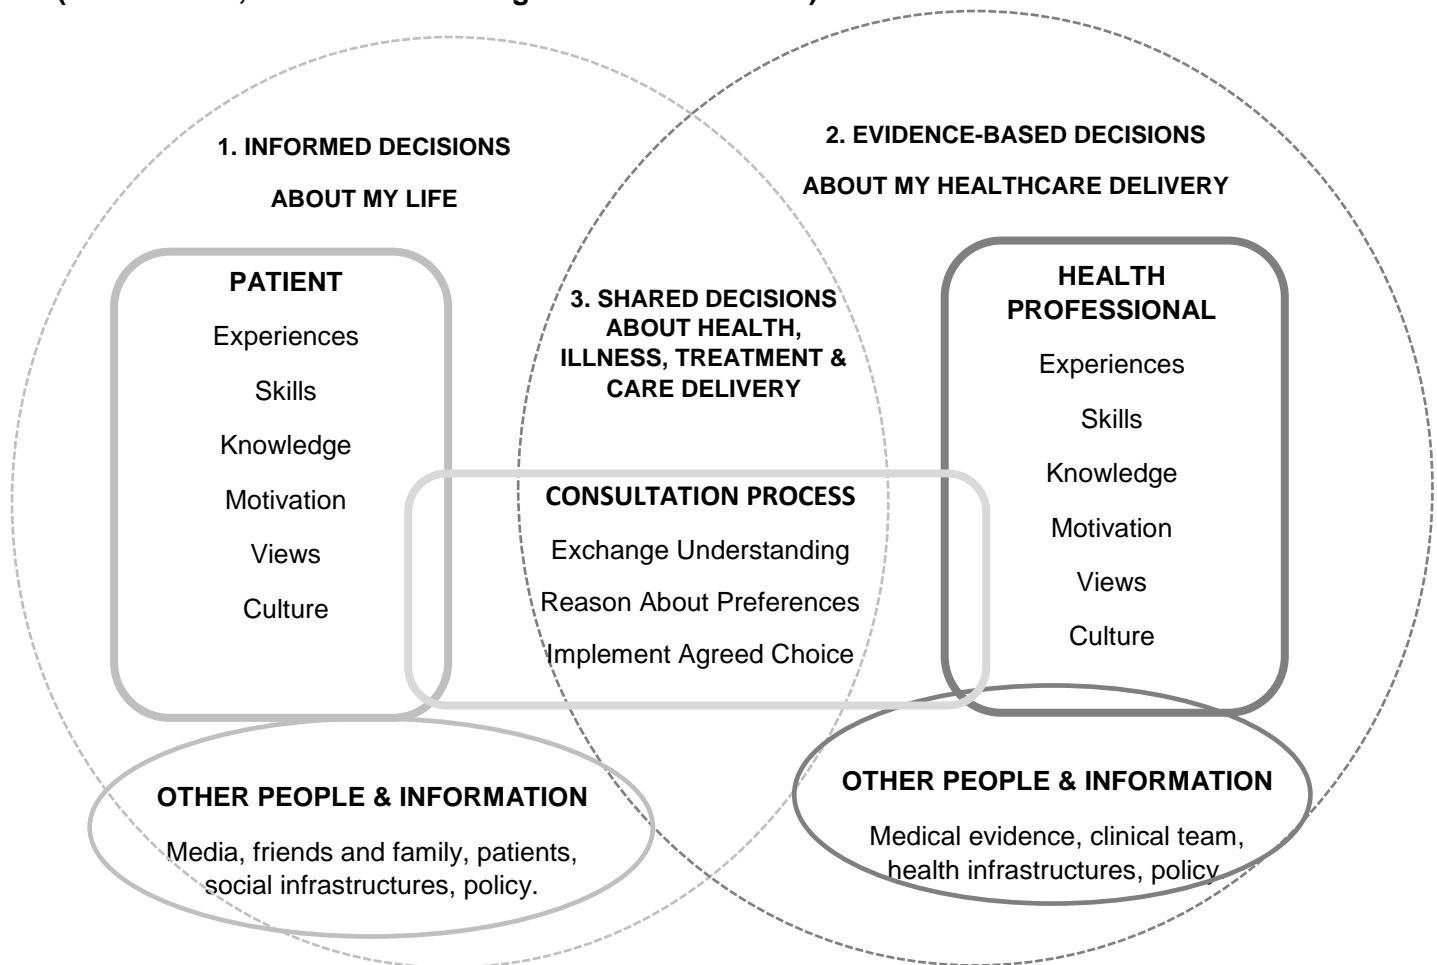 1. INFORMED DECISIONS
ABOUT MY LIFE
2. EVIDENCE-BASED DECISIONS
ABOUT MY HEALTHCARE DELIVERY
PATIENT
Experiences
Skills
Knowledge
Motivation
Views
Culture
3. SHARED DECISIONS
ABOUT HEALTH,
ILLNESS, TREATMENT &
CARE DELIVERY
HEALTH
PROFESSIONAL
Experiences
Skills
Knowledge
Motivation
Views
Culture
CONSULTATION PROCESS
Exchange Understanding
Reason About Preferences
Implement Agreed Choice
OTHER PEOPLE & INFORMATION
Media, friends and family, patients,
social infrastructures, policy.
OTHER PEOPLE & INFORMATION
Medical evidence, clinical team,
health infrastructures, policy.